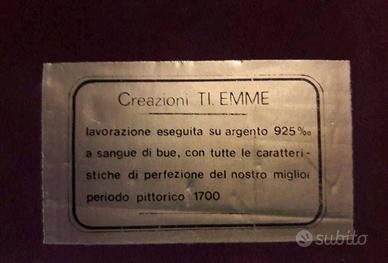 Creazioni TI. EMME
lavorazione eseguita su argento 925‰
a sangue di bue, con tutte le caratteri-
stiche di perfezione del nostro miglior
periodo pittorico 1700
subito